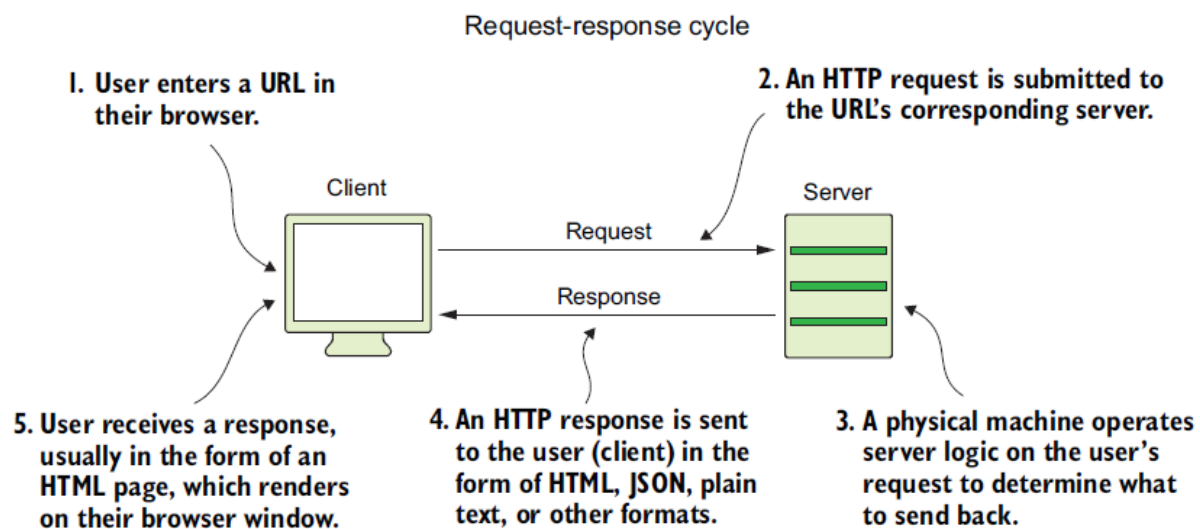 Request-response cycle
1. User enters a URL in
their browser.
2. An HTTP request is submitted to
the URL's corresponding server.
Client
Server
Request
Response
5. User receives a response,
usually in the form of an
HTML page, which renders
on their browser window.
4. An HTTP response is sent
to the user (client) in the
form of HTML, JSON, plain
text, or other formats.
3. A physical machine operates
server logic on the user's
request to determine what
to send back.